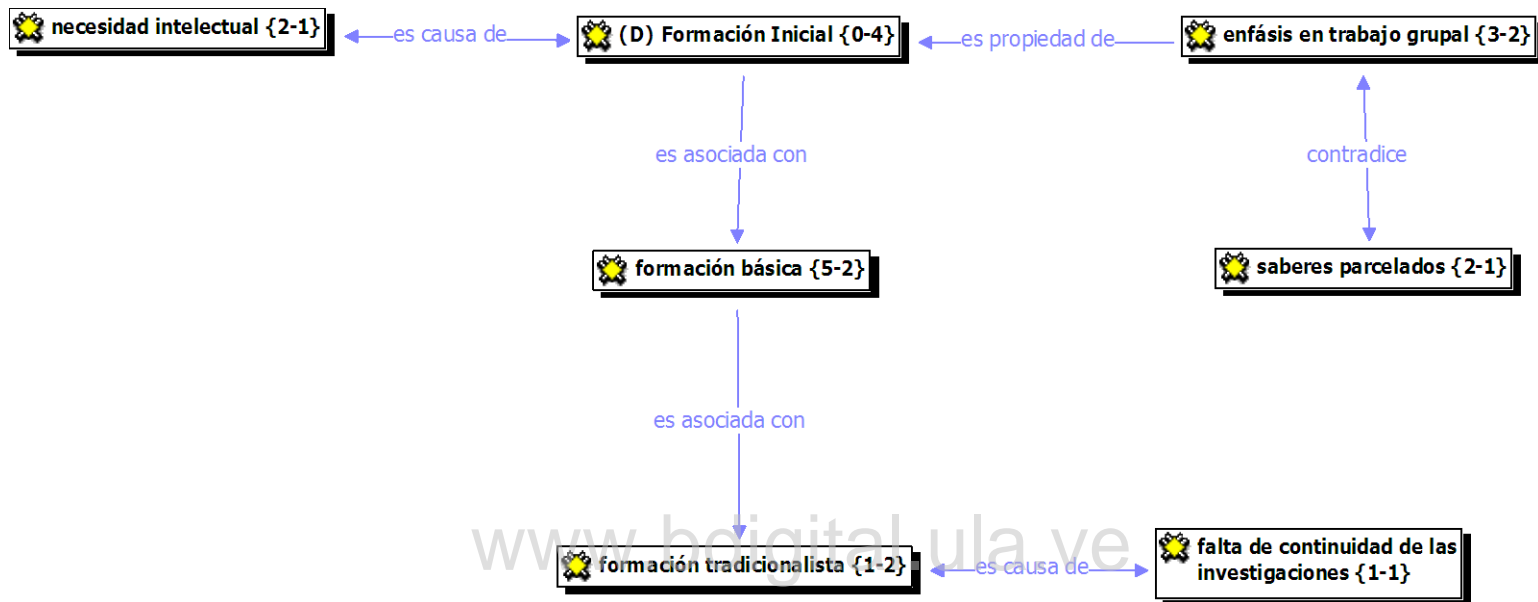 necesidad intelectual {2-1}
es causa de
(D) Formación Inicial {0-4}
es propiedad de
enfásis en trabajo grupal {3-2}
es asociada con
contradice
formación básica {5-2}
saberes parcelados {2-1}
es asociada con
www.bdigital.ula.ve
formación tradicionalista {1-2}
es causa de
falta de continuidad de las
investigaciones {1-1}